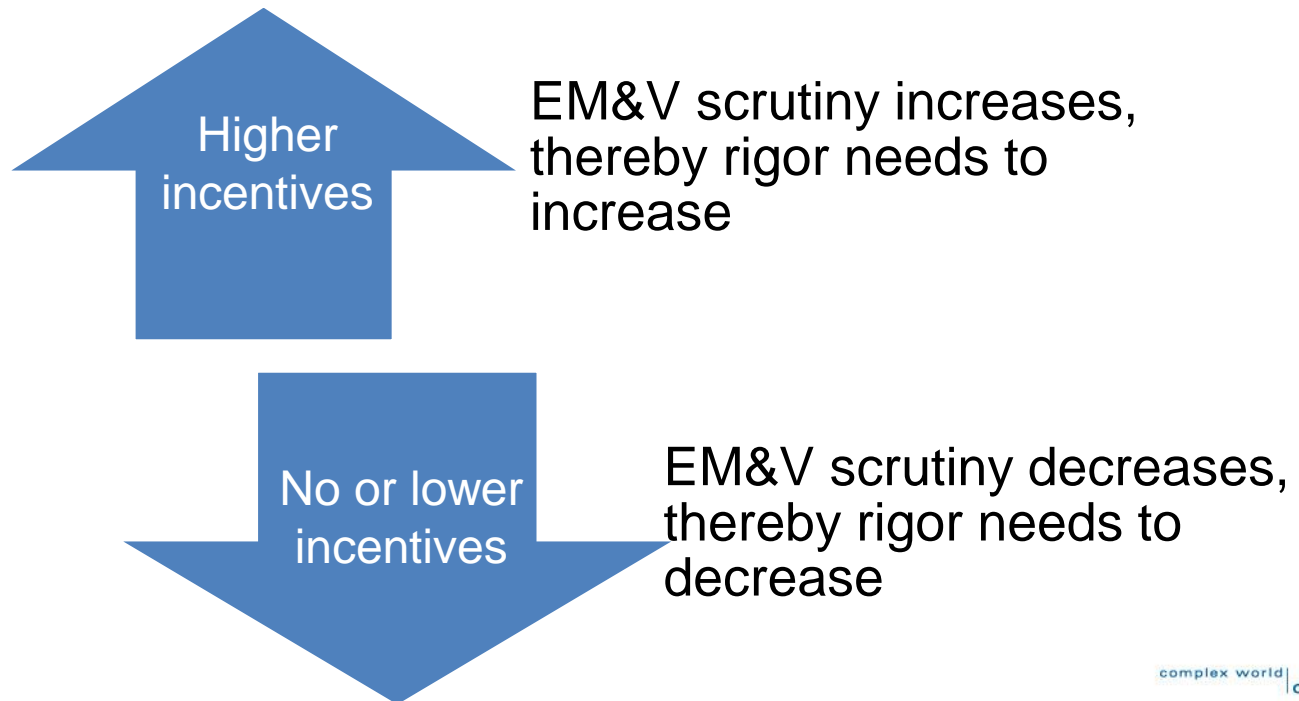 Higher
incentives
EM&V scrutiny increases,
thereby rigor needs to
increase
No or lower
incentives
EM&V scrutiny decreases,
thereby rigor needs to
decrease
complex world